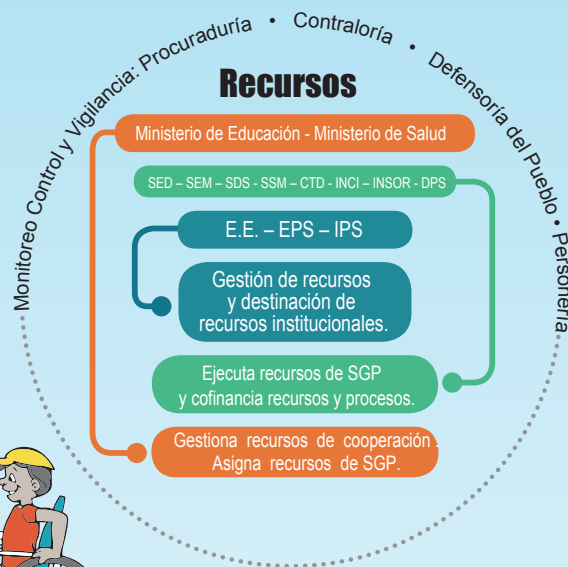 Monitoreo Control y Vigilancia: Procuraduría • Contraloría • Defensoría del Pueblo • Personería
Recursos
Ministerio de Educación - Ministerio de Salud
SED – SEM – SDS - SSM – CTD - INCI – INSOR - DPS
E.E. – EPS – IPS
Gestión de recursos
y destinación de
recursos institucionales.
Ejecuta recursos de SGP
y cofinancia recursos y procesos.
Gestiona recursos de cooperación .
Asigna recursos de SGP.